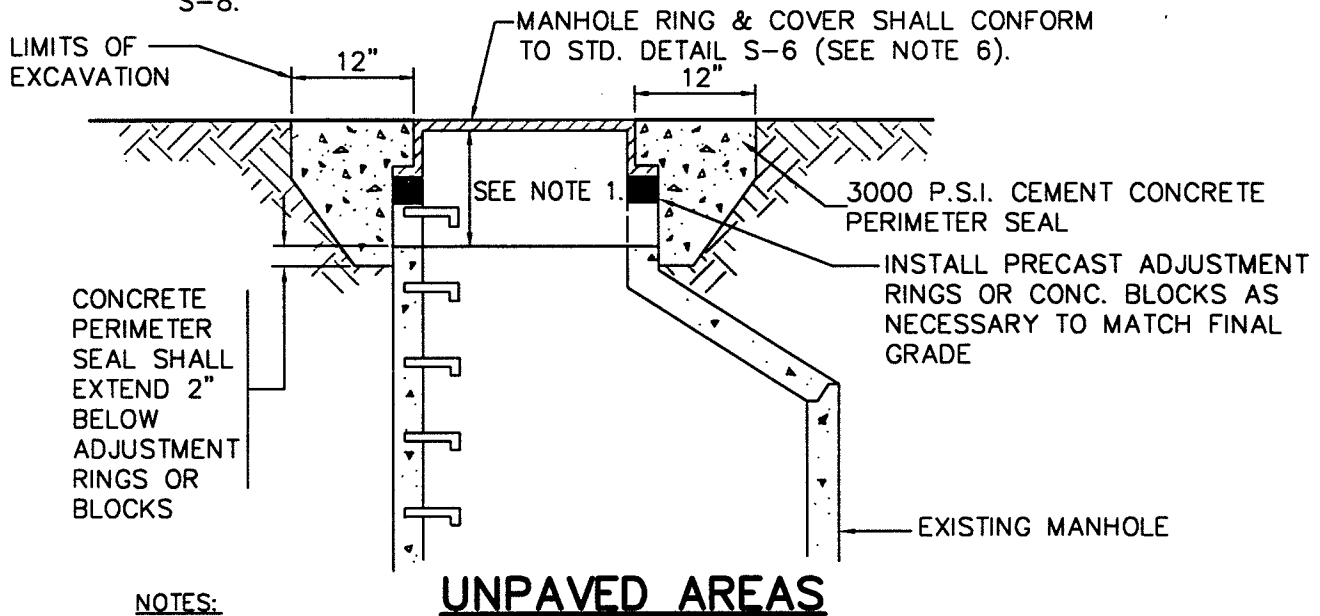 S-8.
MANHOLE RING & COVER SHALL CONFORM
TO STD. DETAIL S-6 (SEE NOTE 6).
LIMITS OF
EXCAVATION
12"
12"
SEE NOTE 1.
3000 P.S.I. CEMENT CONCRETE
PERIMETER SEAL
INSTALL PRECAST ADJUSTMENT
RINGS OR CONC. BLOCKS AS
NECESSARY TO MATCH FINAL
GRADE
CONCRETE
PERIMETER
SEAL SHALL
EXTEND 2"
BELOW
ADJUSTMENT
RINGS OR
BLOCKS
EXISTING MANHOLE
UNPAVED AREAS
NOTES: